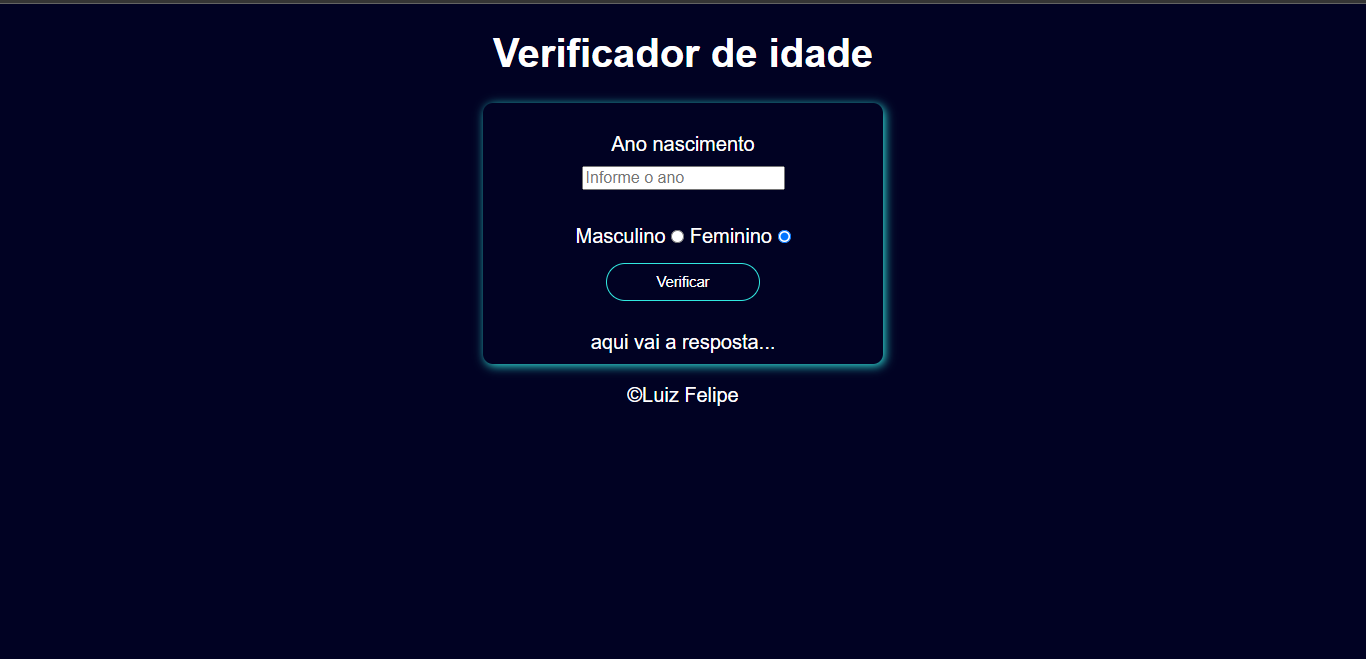 Verificador de idade
Ano nascimento
Informe o ano
Masculino Feminino
Verificar
aqui vai a resposta...
©Luiz Felipe